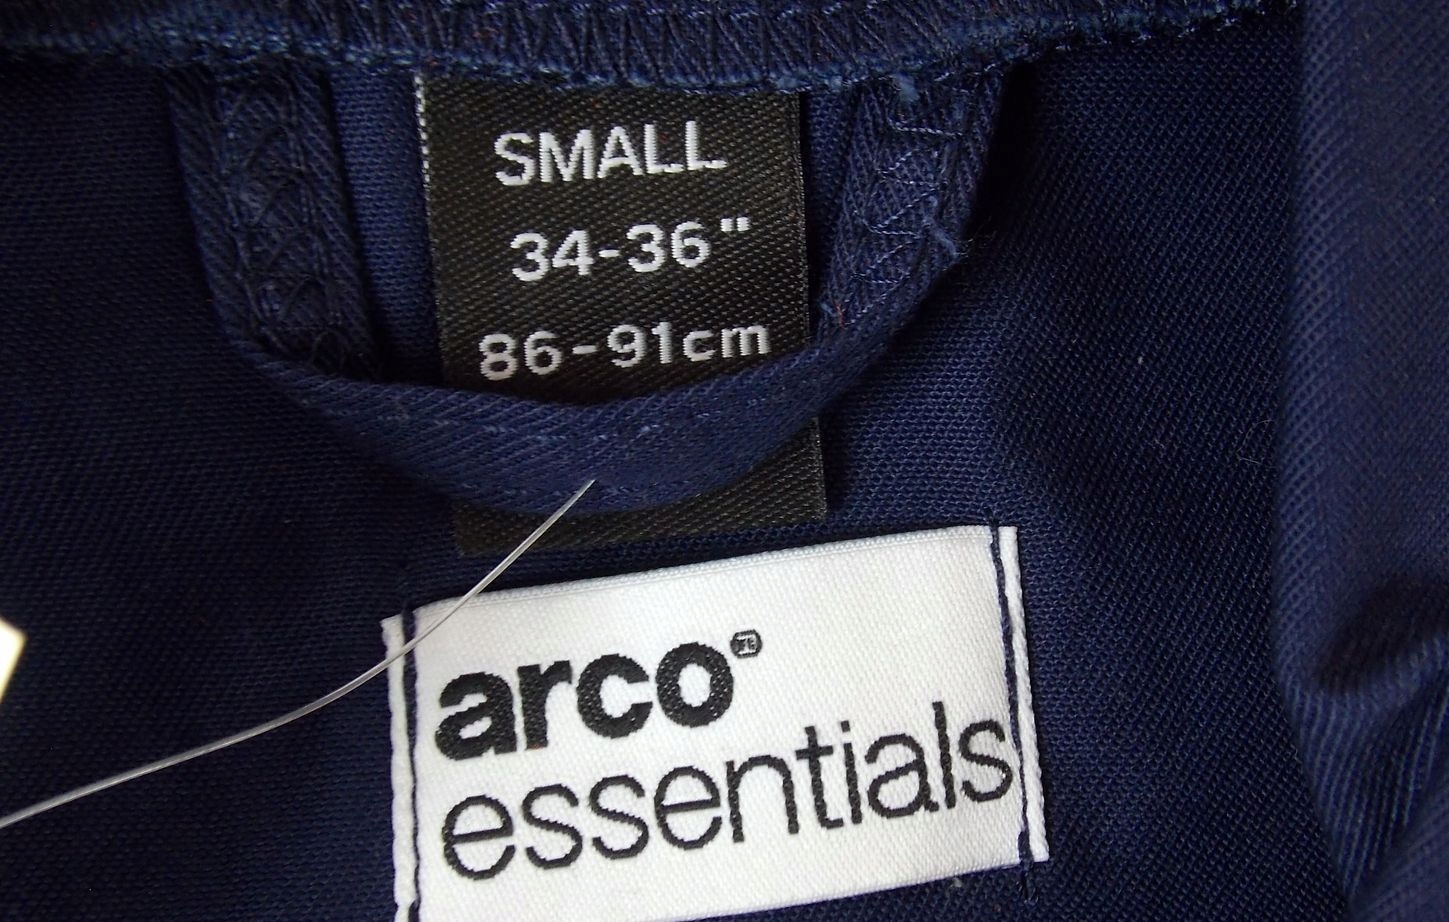 SMALL
34-36"
86-91cm
arco®
essentials